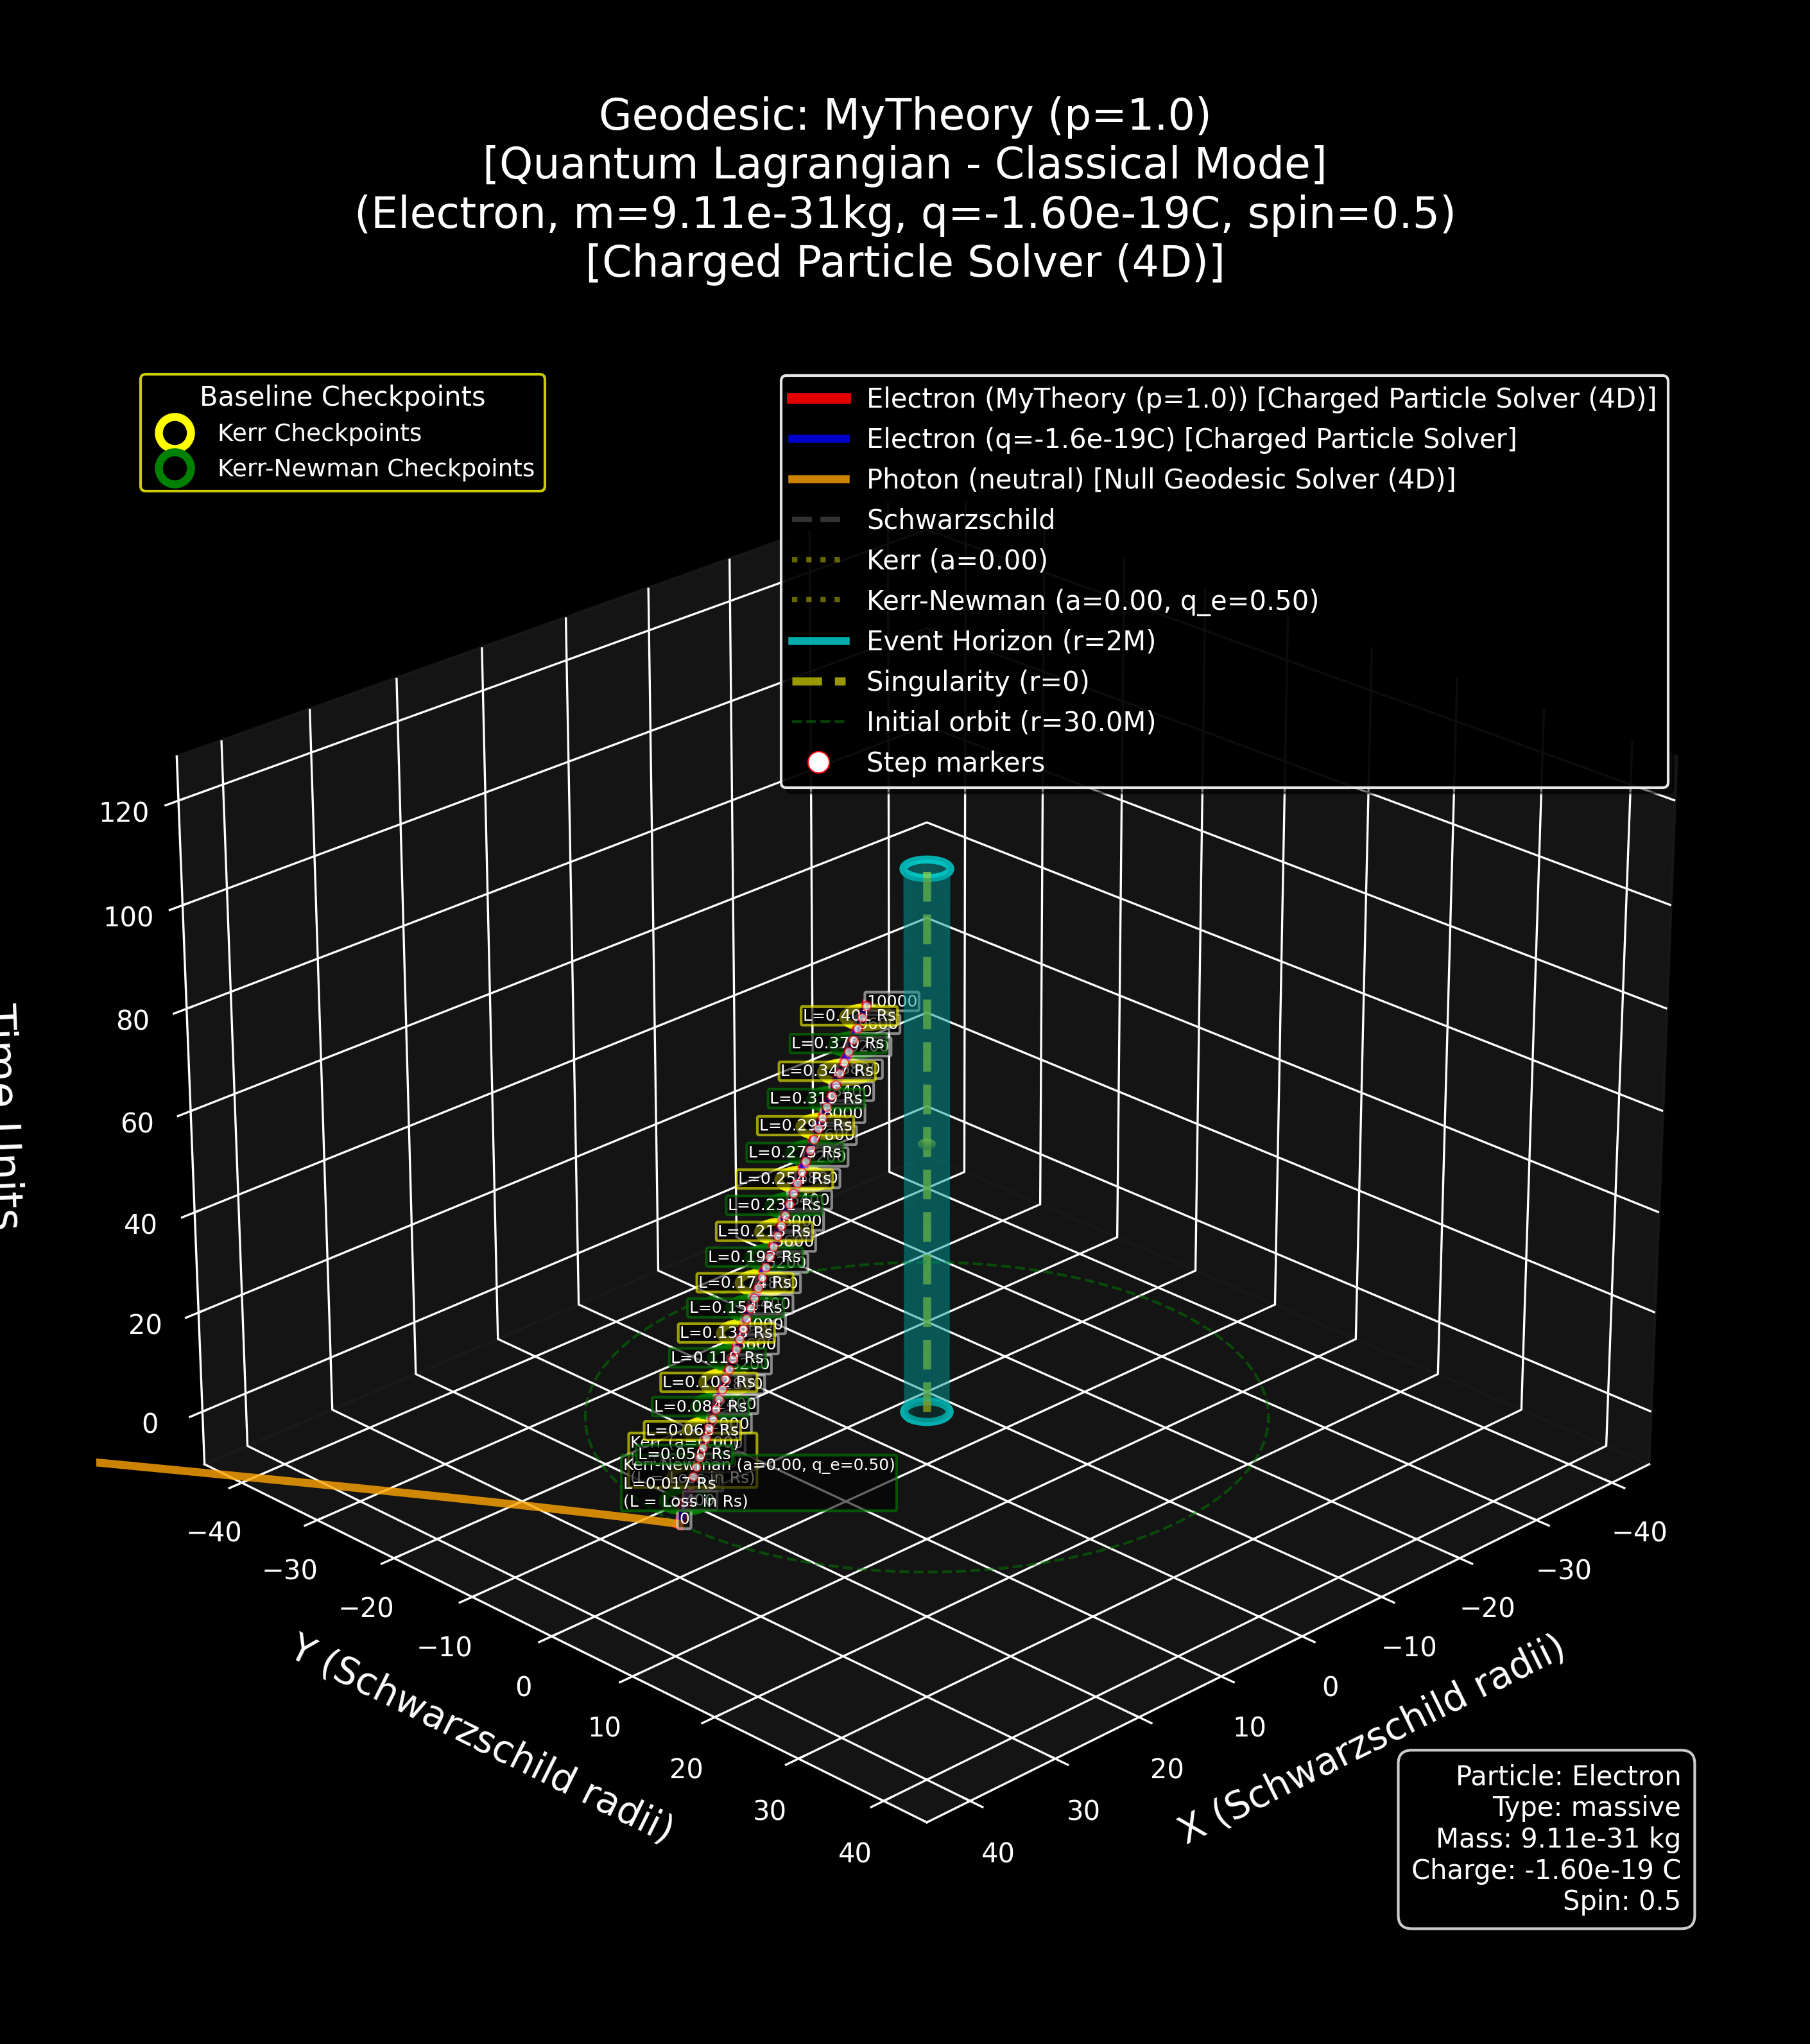 Geodesic: MyTheory (p=1.0)
[Quantum Lagrangian - Classical Mode]
(Electron, m=9.11e-31kg, q=-1.60e-19C, spin=0.5)
[Charged Particle Solver (4D)]
Baseline Checkpoints
Kerr Checkpoints
Kerr-Newman Checkpoints
Electron (MyTheory (p=1.0)) [Charged Particle Solver (4D)]
Electron (q=-1.6e-19C) [Charged Particle Solver]
Photon (neutral) [Null Geodesic Solver (4D)]
Schwarzschild
Kerr (a=0.00)
Kerr-Newman (a=0.00, q_e=0.50)
Event Horizon (r=2M)
Singularity (r=0)
Initial orbit (r=30.0M)
Step markers
120
100
80
60
40
20
0
Time Units
10000
L=0.401 Rs
L=0.370 Rs
L=0.347 Rs
L=0.319 Rs
L=0.299 Rs
L=0.273 Rs
L=0.254 Rs
L=0.231 Rs
L=0.213 Rs
L=0.192 Rs
L=0.174 Rs
L=0.154 Rs
L=0.138 Rs
L=0.119 Rs
L=0.102 Rs
L=0.084 Rs
L=0.068 Rs
Kerr (a=0.00)
L=0.050 Rs
Kerr-Newman (a=0.00, q_e=0.50)
L=0.017 Rs
(L = Loss in Rs)
0
−40
−30
−20
−10
0
10
20
30
40
Y (Schwarzschild radii)
−40
−30
−20
−10
0
10
20
30
40
X (Schwarzschild radii)
Particle: Electron
Type: massive
Mass: 9.11e-31 kg
Charge: -1.60e-19 C
Spin: 0.5